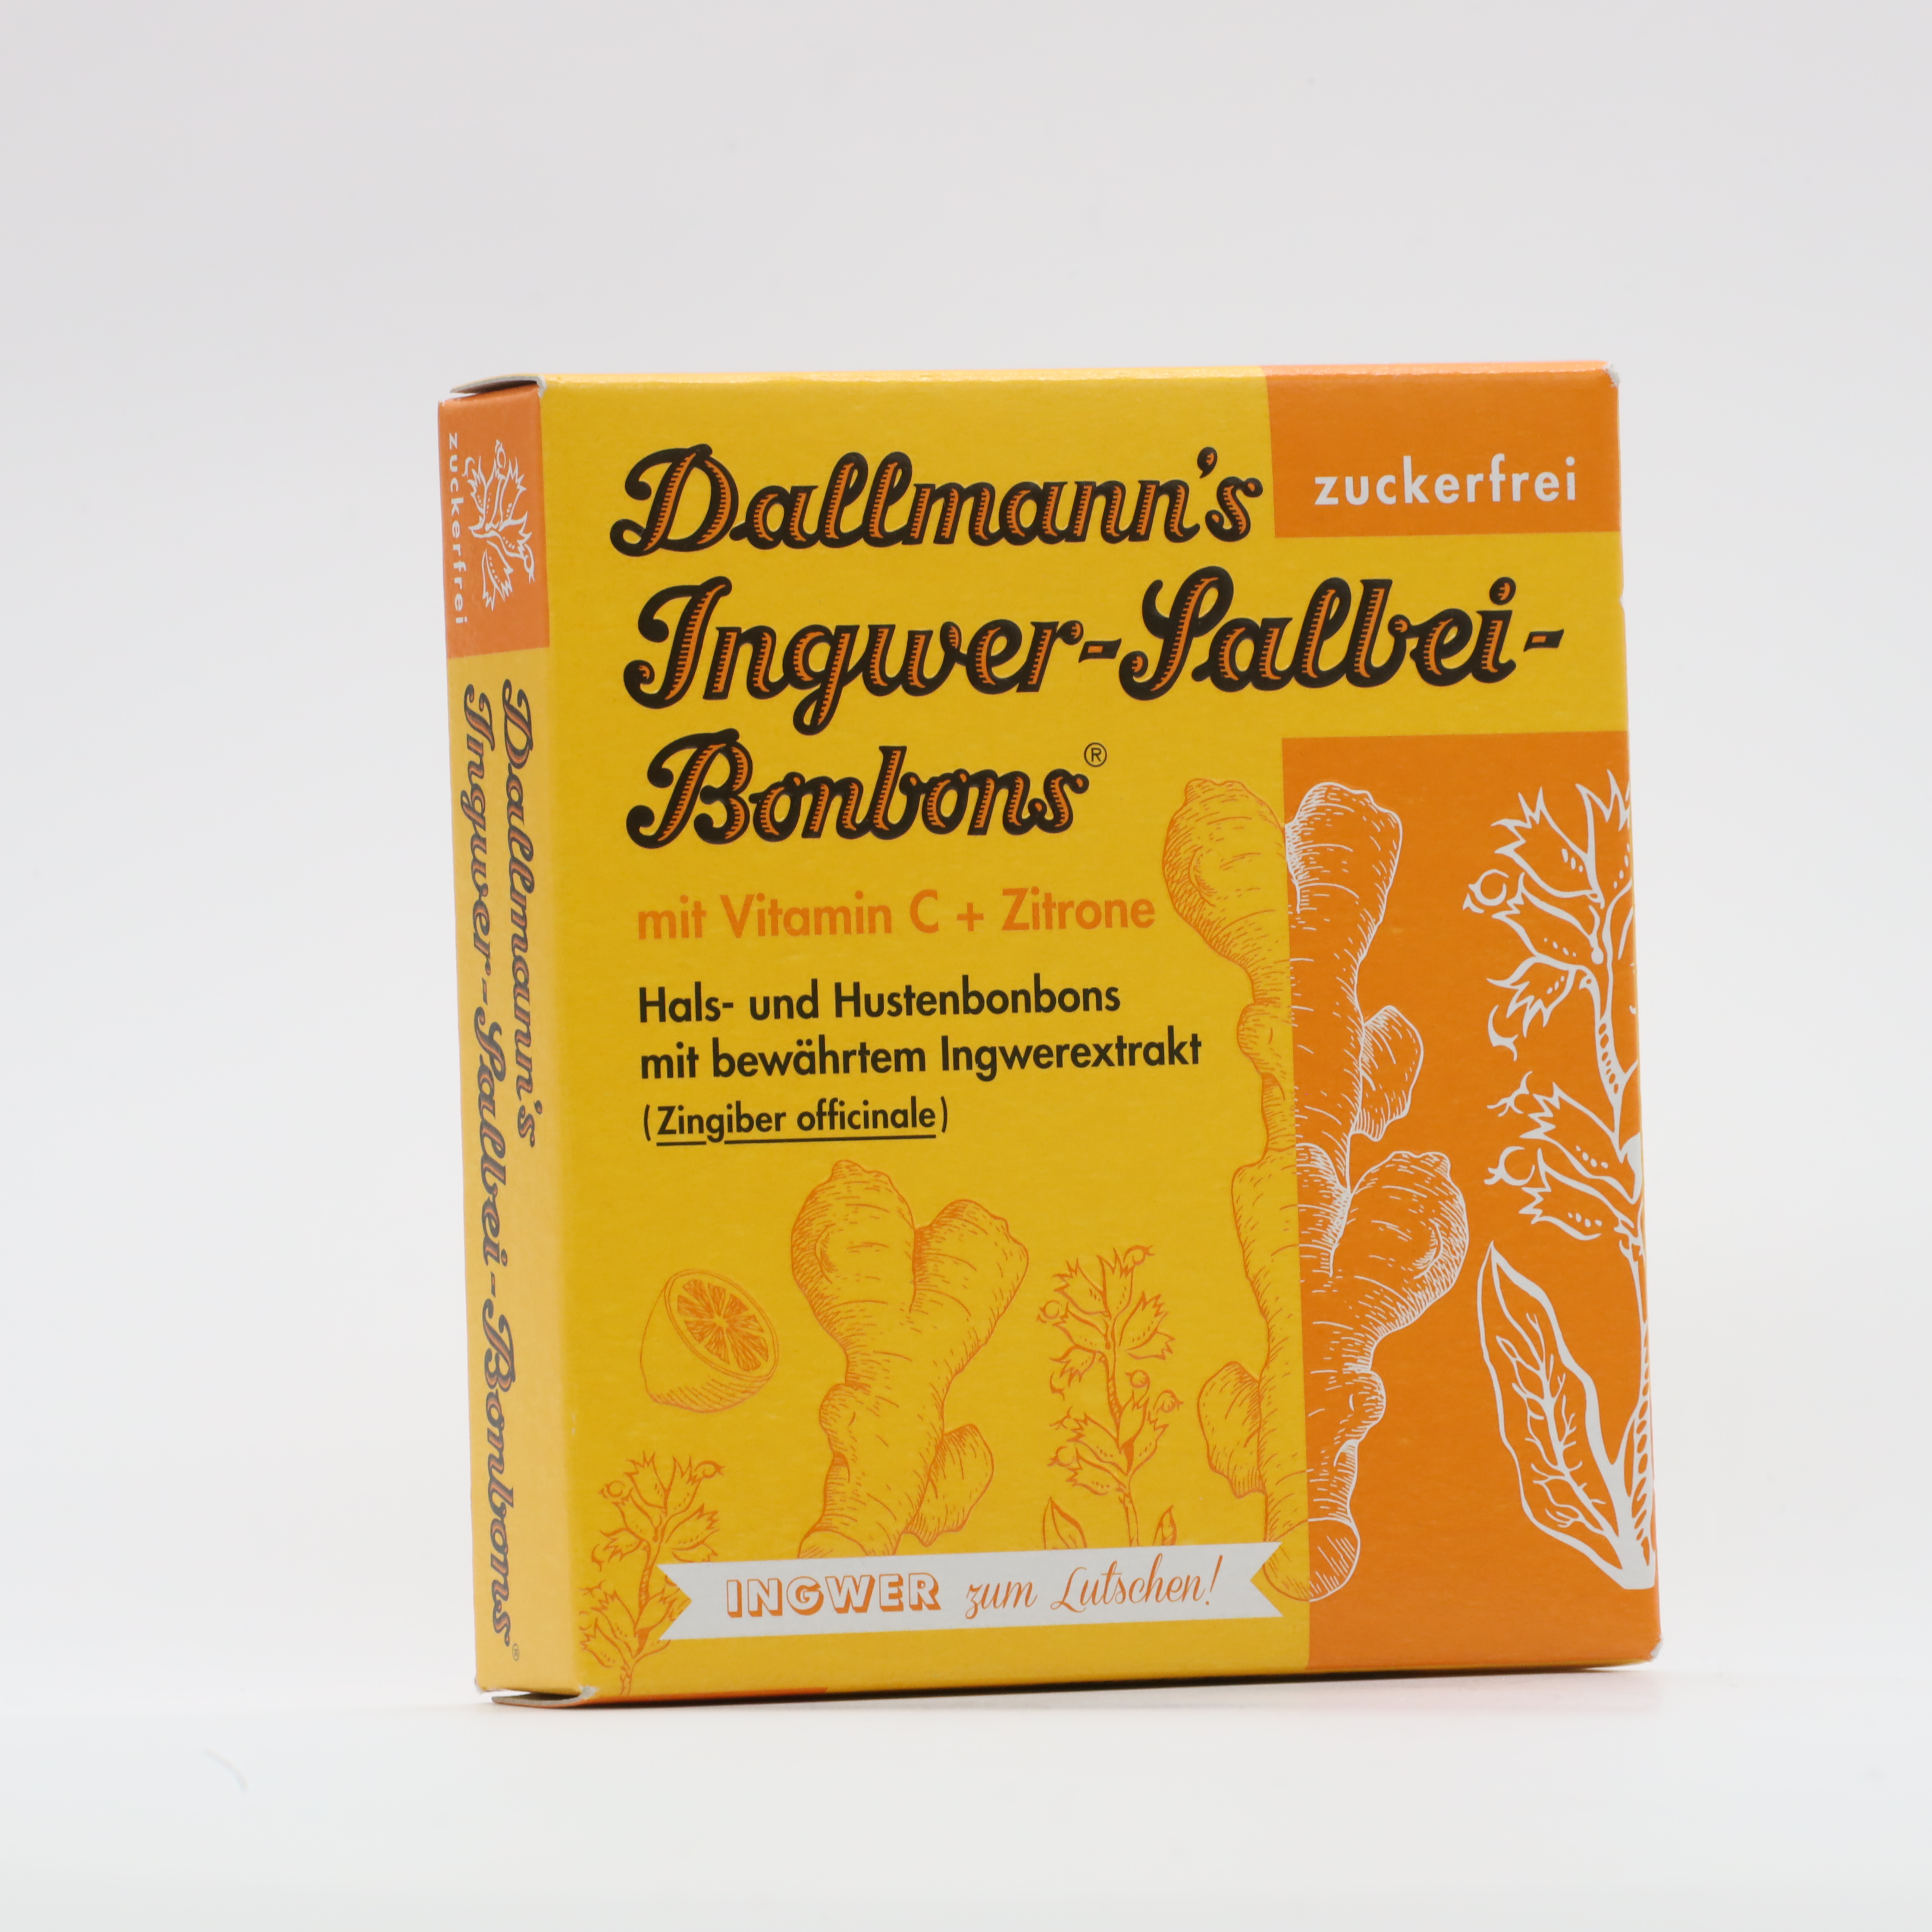 Dallmann's
Ingwer-Salbei-
Bonbons®
zuckerfrei
mit Vitamin C + Zitrone
Hals- und Hustenbonbons
mit bewährtem Ingwerextrakt
(Zingiber officinale)
INGWER zum Lutschen!
zuckerfrei
Dallmann's
Ingwer-Salbei-Bonbons®